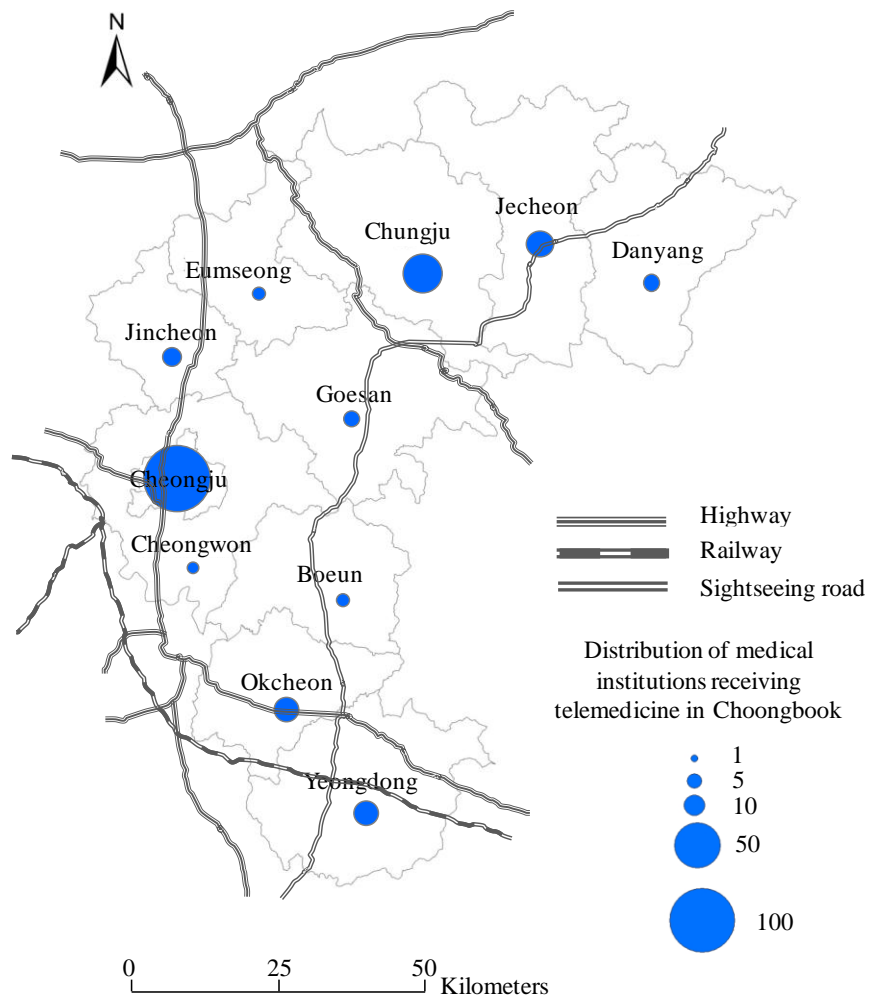 N
Jecheon
Chungju
Danyang
Eumseong
Jincheon
Goesan
Cheongju
Cheongwon
Boeun
Okcheon
Yeongdong
Highway
Railway
Sightseeing road
Distribution of medical
institutions receiving
telemedicine in Choongbook
1
5
10
50
100
0 25 50
Kilometers